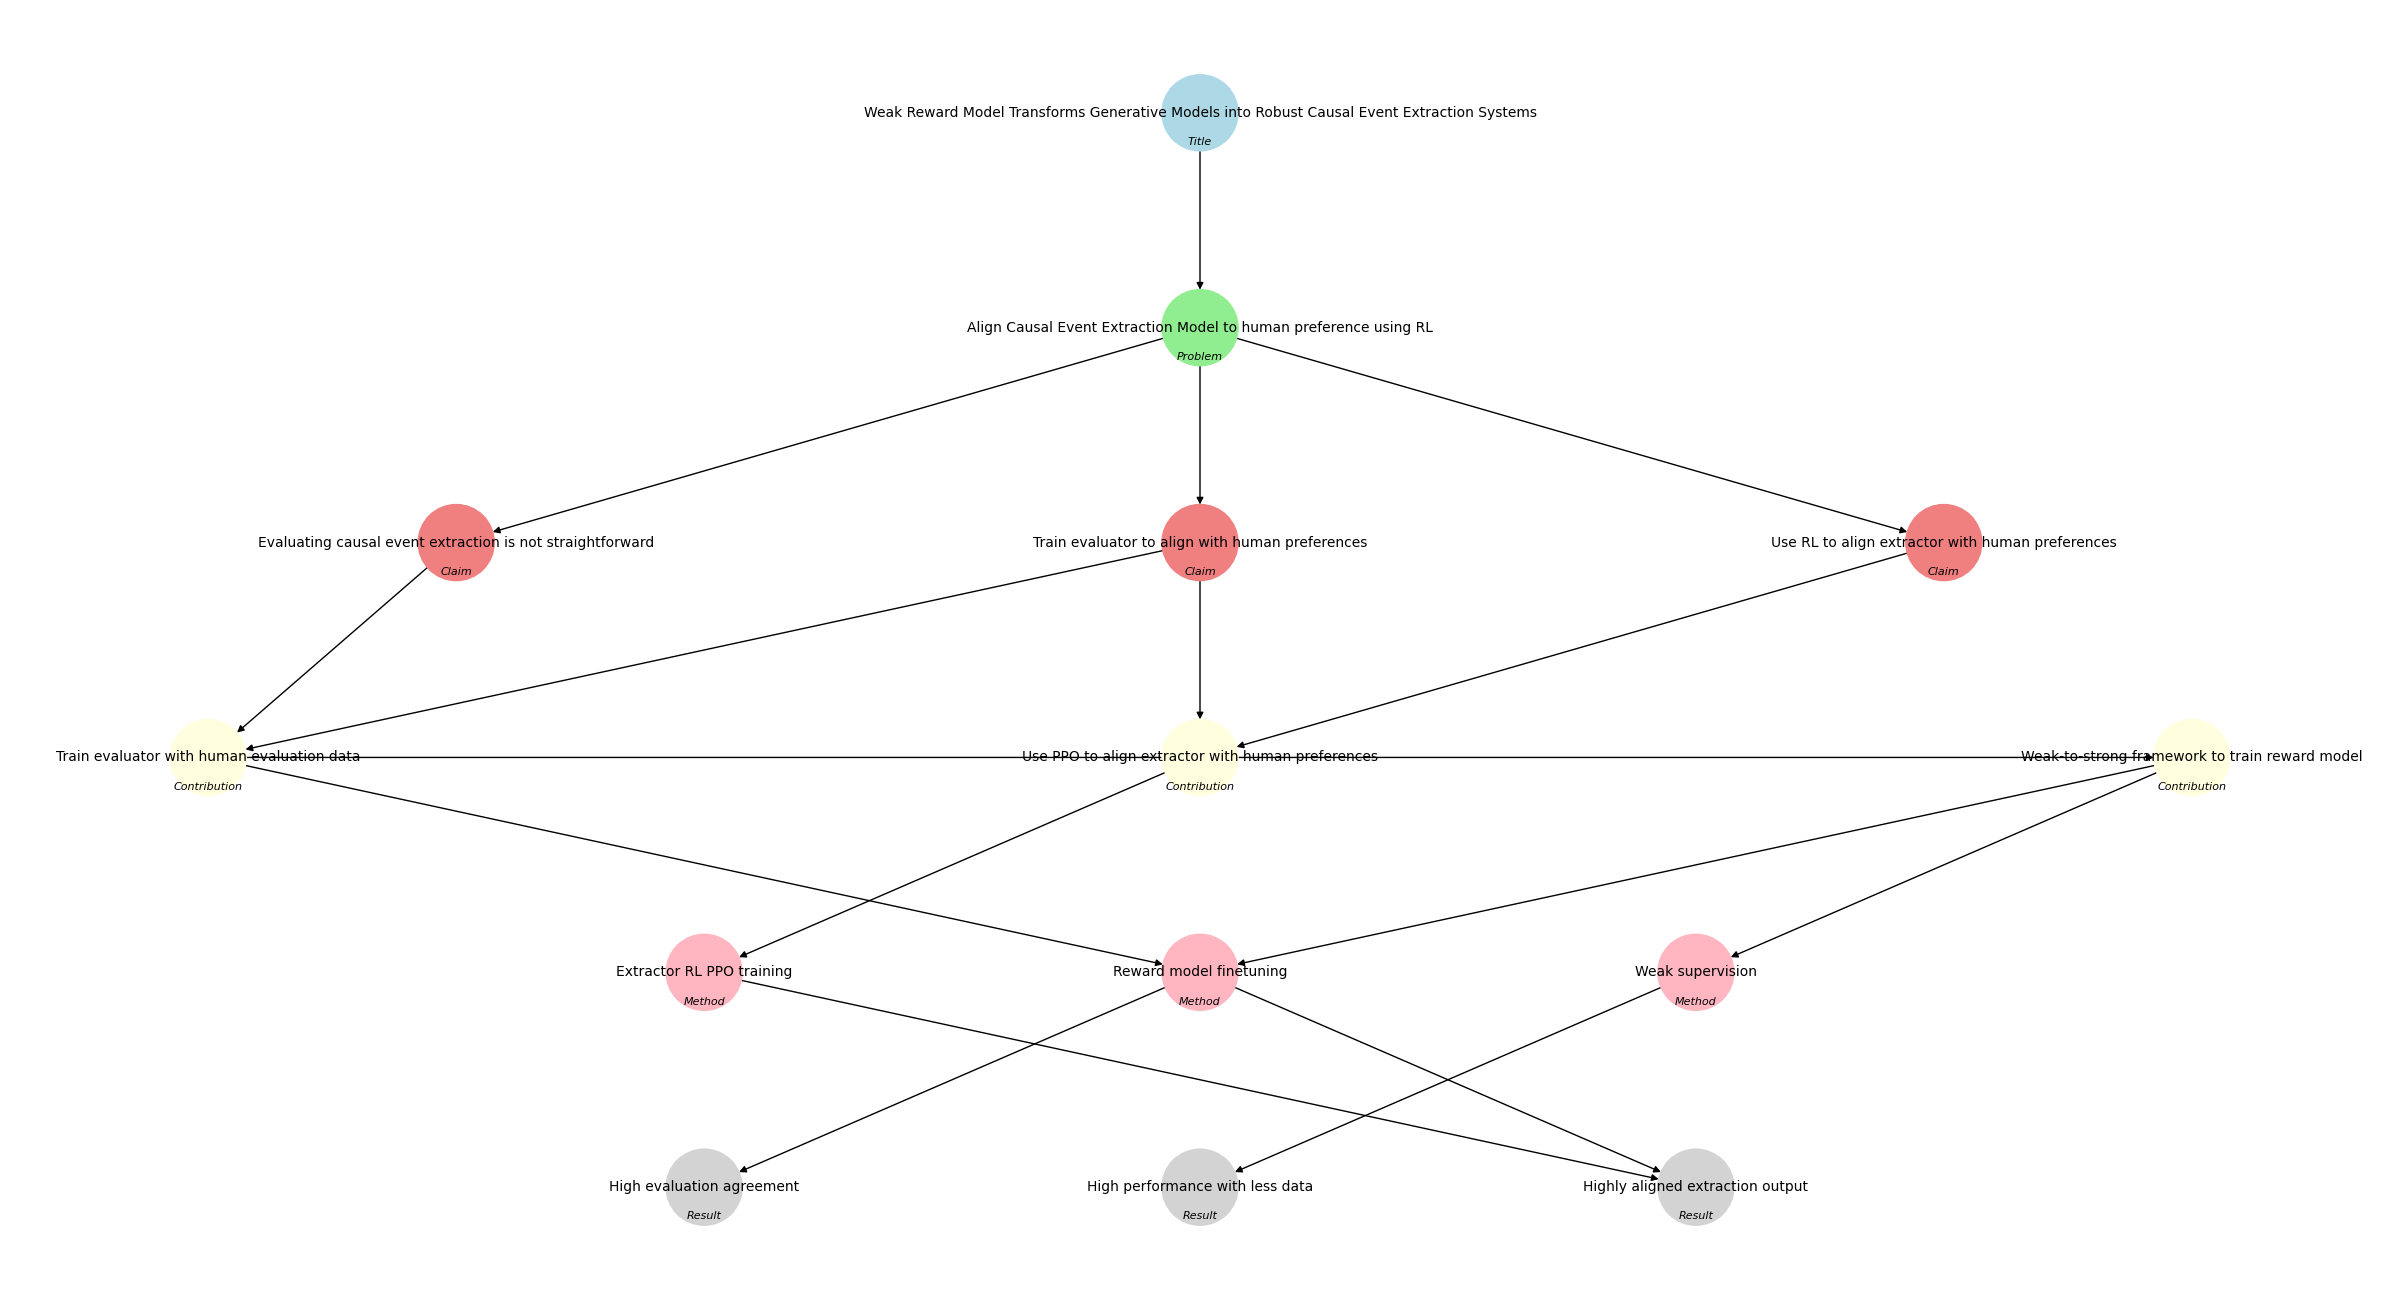 Weak Reward Model Transforms Generative Models into Robust Causal Event Extraction Systems
Title
Align Causal Event Extraction Model to human preference using RL
Problem
Evaluating causal event extraction is not straightforward
Claim
Train evaluator to align with human preferences
Claim
Use RL to align extractor with human preferences
Claim
Train evaluator with human evaluation data
Contribution
Use PPO to align extractor with human preferences
Contribution
Weak-to-strong framework to train reward model
Contribution
Extractor RL PPO training
Method
Reward model finetuning
Method
Weak supervision
Method
High evaluation agreement
Result
High performance with less data
Result
Highly aligned extraction output
Result